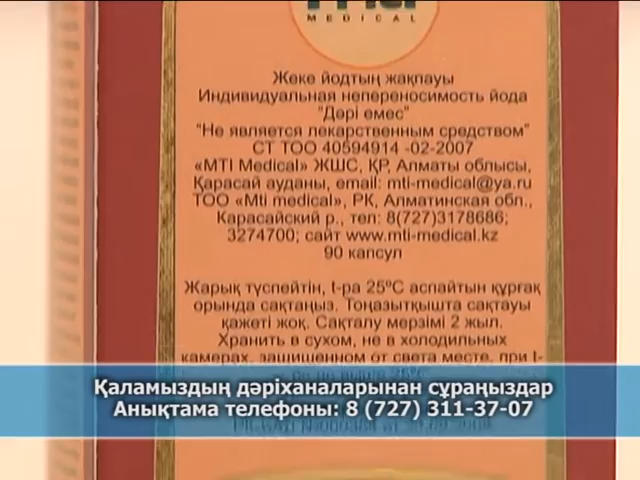 MEDICAL
Жеке йодтың жақпауы
Индивидуальная непереносимость йода
"Дәрі емес"
"Не является лекарственным средством"
СТ ТОО 40594914 -02-2007
«MTI Medical» ЖШС, ҚР, Алматы облысы,
Қарасай ауданы, email: mti-medical@ya.ru
ТОО «Mti medical», РК, Алматинская обл.,
Карасайский р., тел: 8(727)3178686;
3274700; сайт www.mti-medical.kz
90 капсул
Жарық түспейтін, t-ра 25ºС аспайтын құрғақ
орында сақтаңыз. Тоңазытқышта сақтауы
қажеті жоқ. Сақталу мерзімі 2 жыл.
Хранить в сухом, не в холодильных
камерах, защищенном от света месте, при t-
Қаламыздың дәріханаларынан сұраңыздар
Анықтама телефоны: 8 (727) 311-37-07